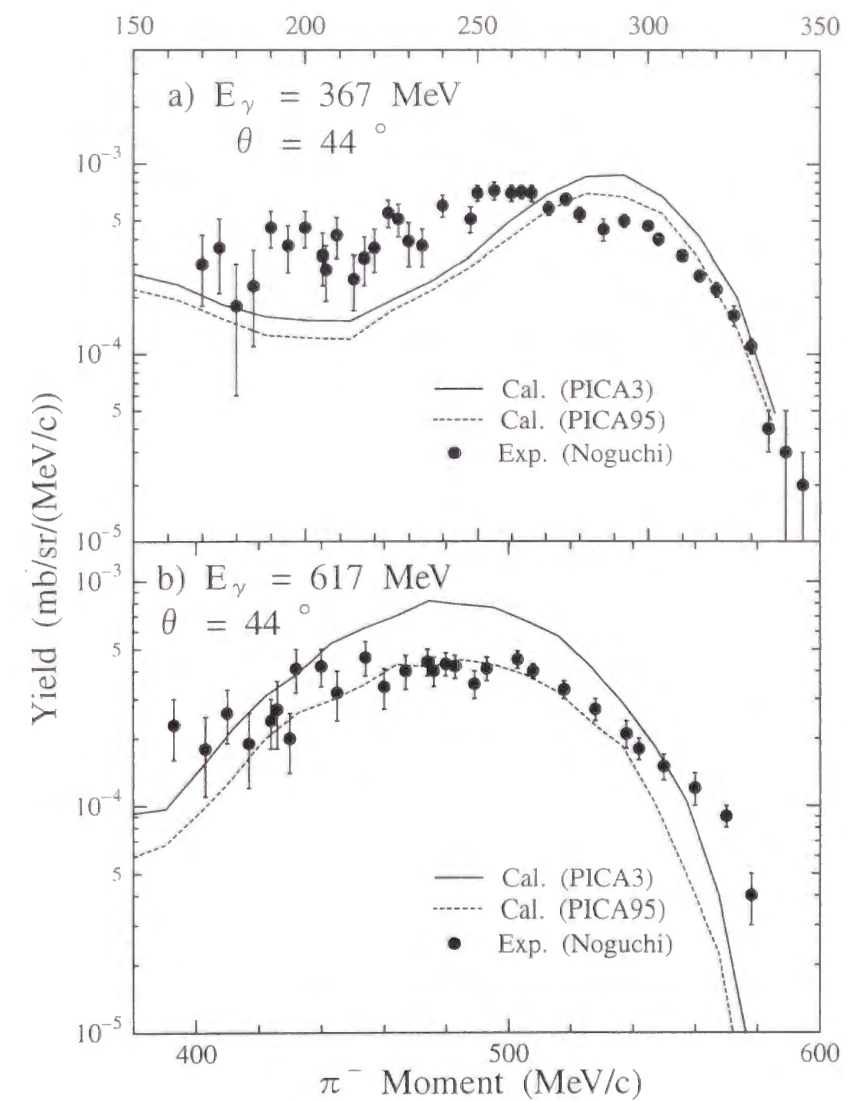 150 200 250 300 350
a) Eγ = 367 MeV
θ = 44 °
10⁻³
5
10⁻⁴
5
10⁻⁵
Cal. (PICA3)
Cal. (PICA95)
Exp. (Noguchi)
Yield (mb/sr/(MeV/c))
b) Eγ = 617 MeV
θ = 44 °
10⁻³
5
10⁻⁴
5
10⁻⁵
Cal. (PICA3)
Cal. (PICA95)
Exp. (Noguchi)
400 500 600
π⁻ Moment (MeV/c)